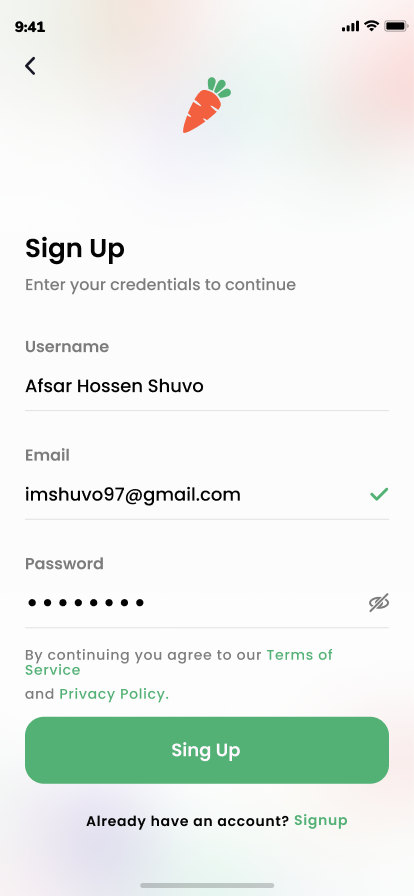 9:41
Sign Up
Enter your credentials to continue
Username
Afsar Hossen Shuvo
Email
imshuvo97@gmail.com
Password
By continuing you agree to our Terms of
Service
and Privacy Policy.
Sing Up
Already have an account? Signup